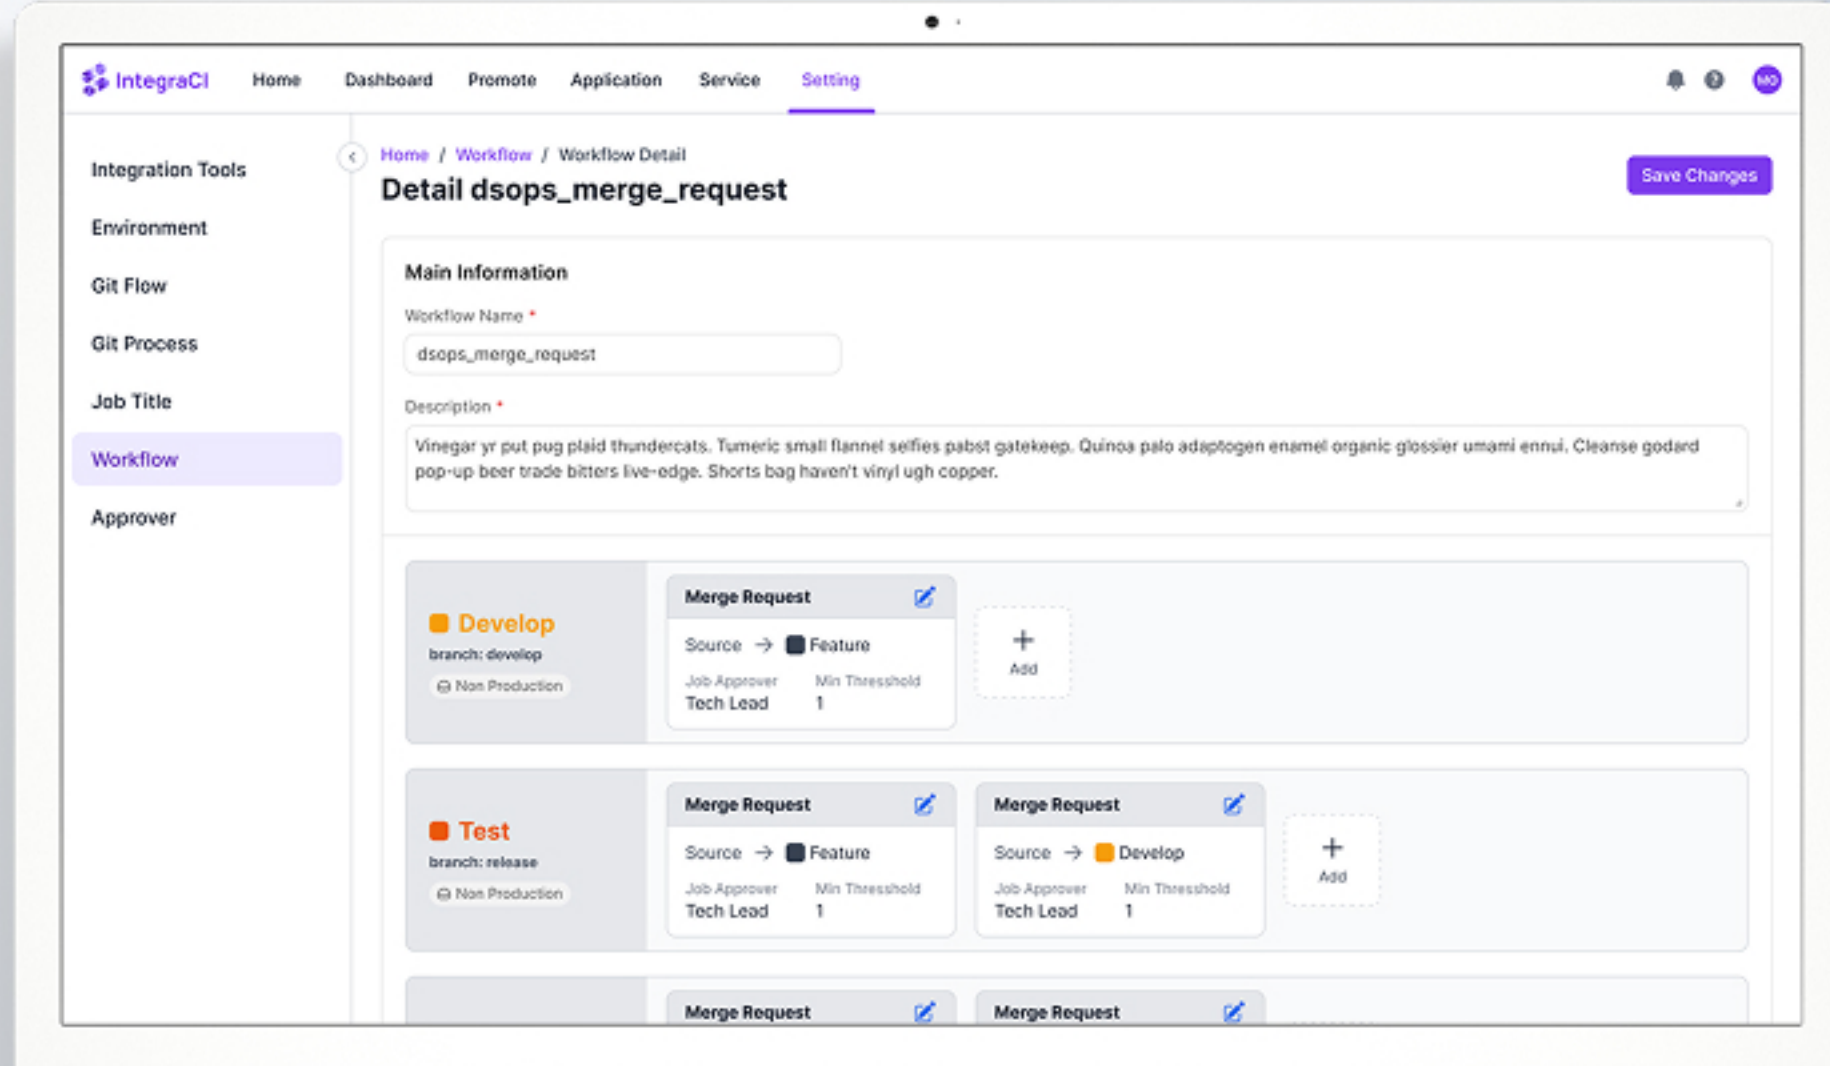 IntegraCI Home Dashboard Promote Application Service Setting MO
Integration Tools
Environment
Git Flow
Git Process
Job Title
Workflow
Approver
Home / Workflow / Workflow Detail
Detail dsops_merge_request
Save Changes
Main Information
Workflow Name *
dsops_merge_request
Description *
Vinegar yr put pug plaid thundercats. Tumeric small flannel selfies pabst gatekeep. Quinoa palo adaptogen enamel organic glossier umami ennui. Cleanse godard
pop-up beer trade bitters live-edge. Shorts bag haven't vinyl ugh copper.
Develop
branch: develop
Non Production
Merge Request
Source → Feature
Job Approver Min Thresshold
Tech Lead 1
+
Add
Test
branch: release
Non Production
Merge Request
Source → Feature
Job Approver Min Thresshold
Tech Lead 1
Merge Request
Source → Develop
Job Approver Min Thresshold
Tech Lead 1
+
Add
Merge Request
Merge Request